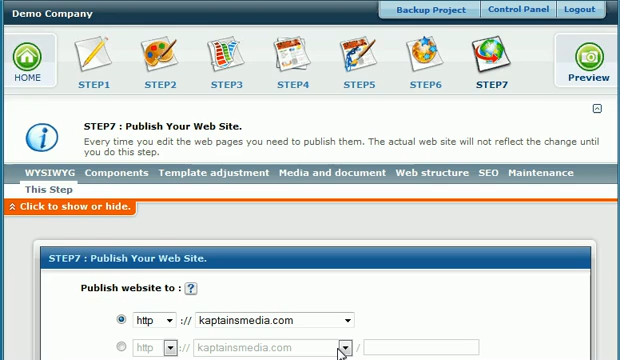 Demo Company
Backup Project
Control Panel
Logout
HOME
STEP1
STEP2
STEP3
STEP4
STEP5
STEP6
STEP7
Preview
STEP7 : Publish Your Web Site.
Every time you edit the web pages you need to publish them. The actual web site will not reflect the change until
you do this step.
WYSIWYG Components Template adjustment Media and document Web structure SEO Maintenance
This Step
Click to show or hide.
STEP7 : Publish Your Web Site.
Publish website to : ?
http :// kaptainsmedia.com
http :// kaptainsmedia.com /